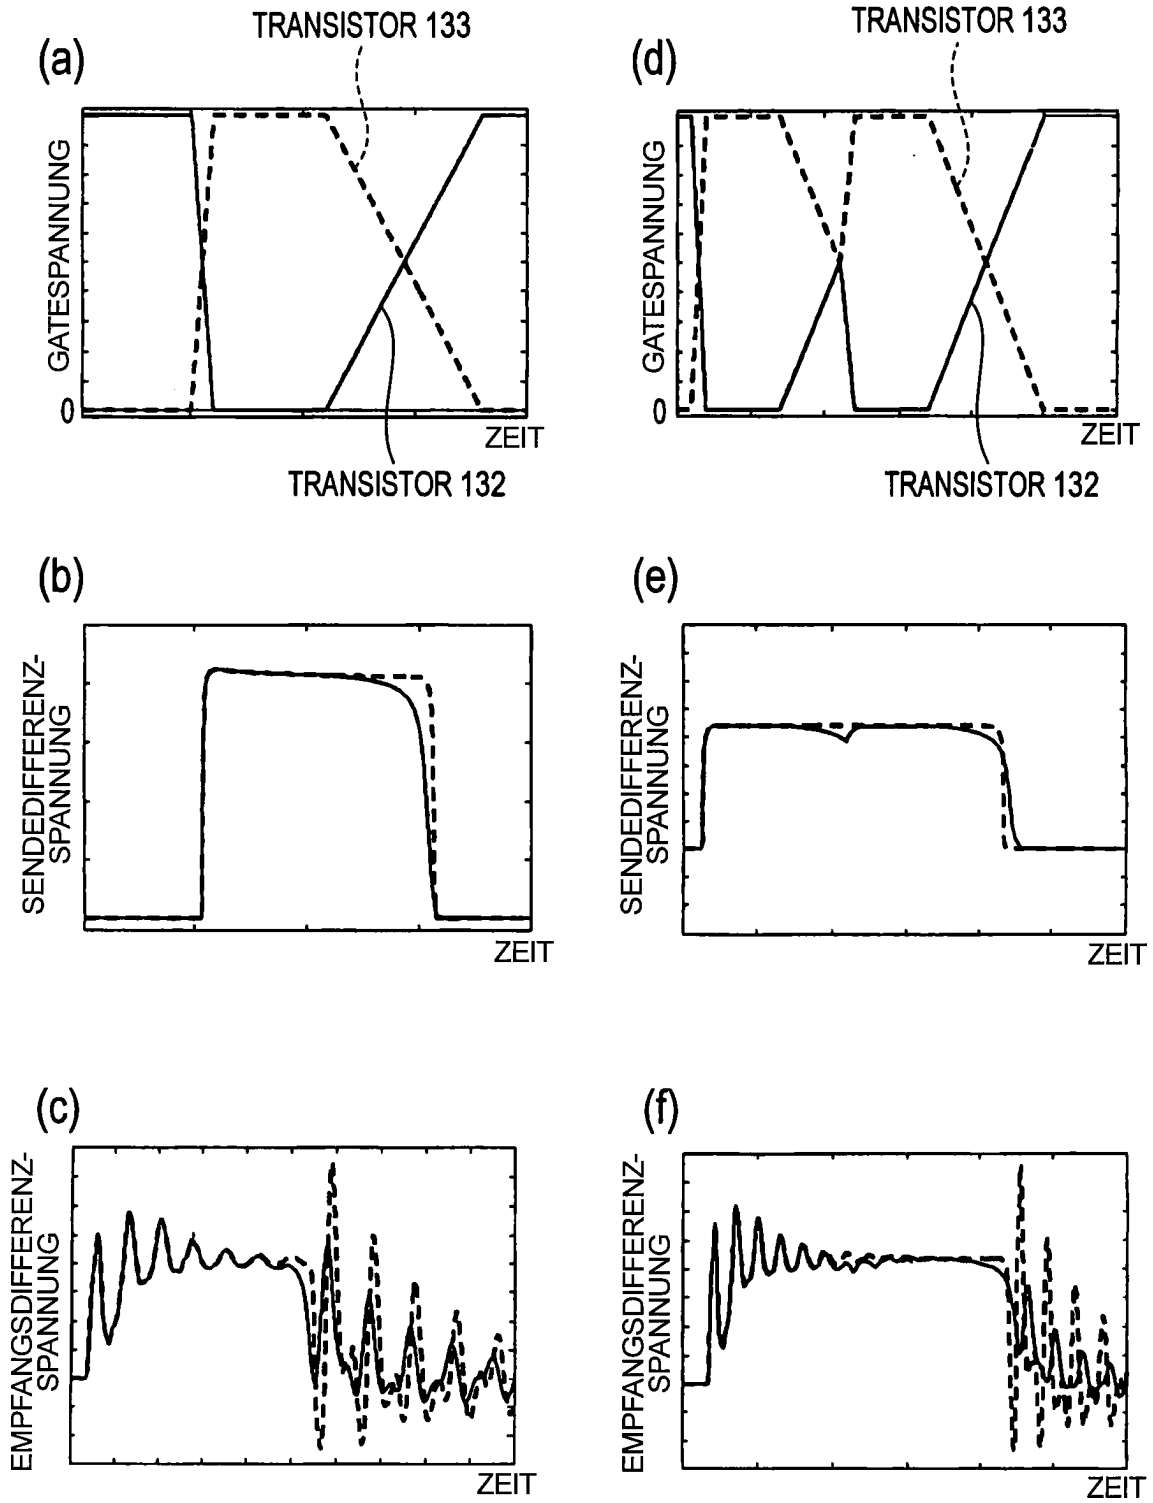 (a)
TRANSISTOR 133
GATESPANNUNG
0
ZEIT
TRANSISTOR 132
(d)
TRANSISTOR 133
GATESPANNUNG
0
ZEIT
TRANSISTOR 132
(b)
SENDEDIFFERENZ-
SPANNUNG
ZEIT
(e)
SENDEDIFFERENZ-
SPANNUNG
ZEIT
(c)
EMPFANGSDIFFERENZ-
SPANNUNG
ZEIT
(f)
EMPFANGSDIFFERENZ-
SPANNUNG
ZEIT